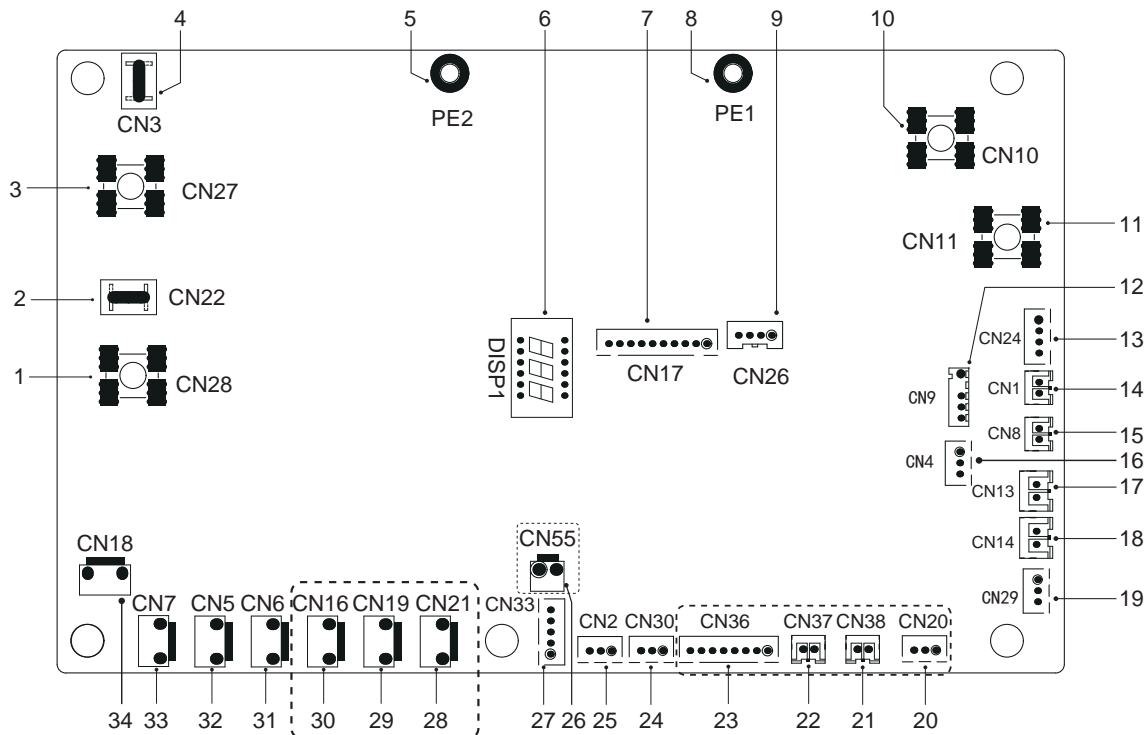 4
5
6
7
8
9
10
CN3
PE2
PE1
CN10
3
CN27
CN11
11
12
2
CN22
DISP1
CN17
CN26
CN24
13
1
CN28
CN9
CN1
14
CN8
15
CN4
16
CN13
17
CN14
18
CN18
CN55
CN29
19
CN7
CN5
CN6
CN16
CN19
CN21
CN33
CN2
CN30
CN36
CN37
CN38
CN20
34
33
32
31
30
29
28
27
26
25
24
23
22
21
20